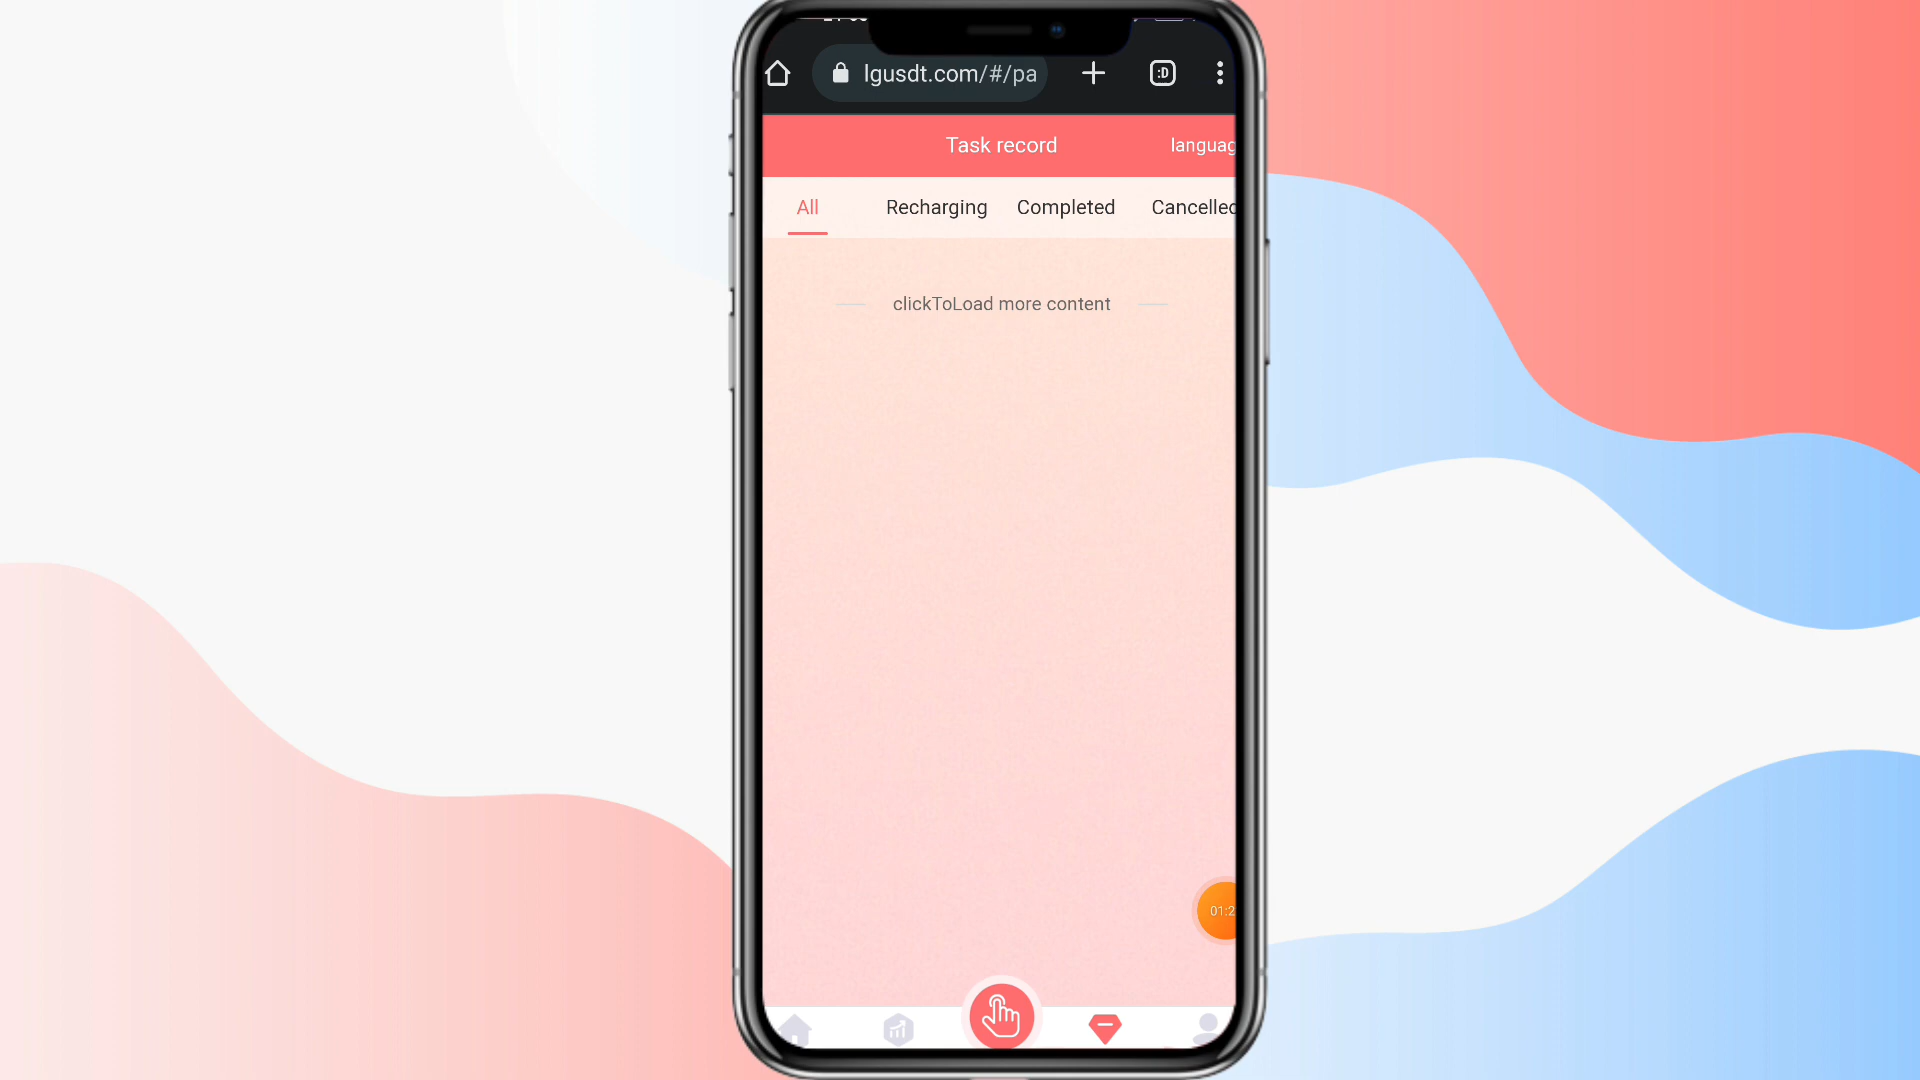 lgusdt.com/#/pa
:D
Task record
languag
All Recharging Completed Cancelled
clickToLoad more content
01:2